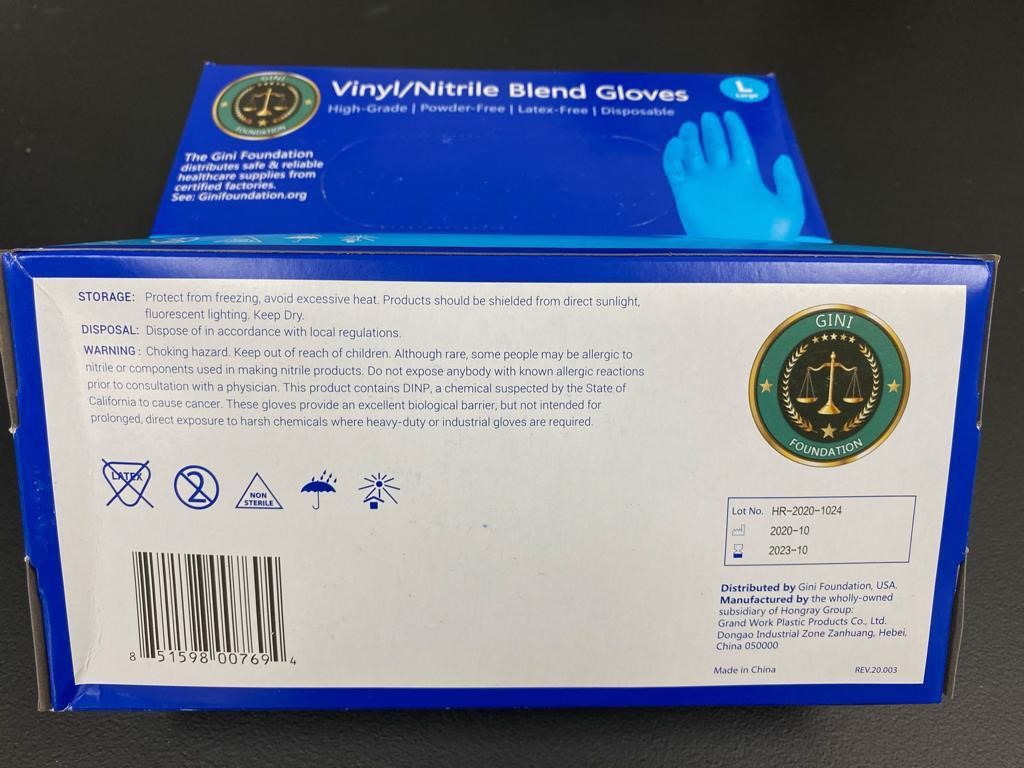 GINI
FOUNDATION
Vinyl/Nitrile Blend Gloves
High-Grade | Powder-Free | Latex-Free | Disposable
L
Large
The Gini Foundation
distributes safe & reliable
healthcare supplies from
certified factories.
See: Ginifoundation.org
STORAGE: Protect from freezing, avoid excessive heat. Products should be shielded from direct sunlight,
fluorescent lighting. Keep Dry.
DISPOSAL: Dispose of in accordance with local regulations.
WARNING: Choking hazard. Keep out of reach of children. Although rare, some people may be allergic to
nitrile or components used in making nitrile products. Do not expose anybody with known allergic reactions
prior to consultation with a physician. This product contains DINP, a chemical suspected by the State of
California to cause cancer. These gloves provide an excellent biological barrier, but not intended for
prolonged, direct exposure to harsh chemicals where heavy-duty or industrial gloves are required.
GINI
FOUNDATION
LATEX
2
NON
STERILE
Lot No. HR-2020-1024
2020-10
2023-10
Distributed by Gini Foundation, USA.
Manufactured by the wholly-owned
subsidiary of Hongray Group:
Grand Work Plastic Products Co., Ltd.
Dongao Industrial Zone Zanhuang, Hebei,
China 050000
8 51598 00769 4
Made in China
REV.20.003